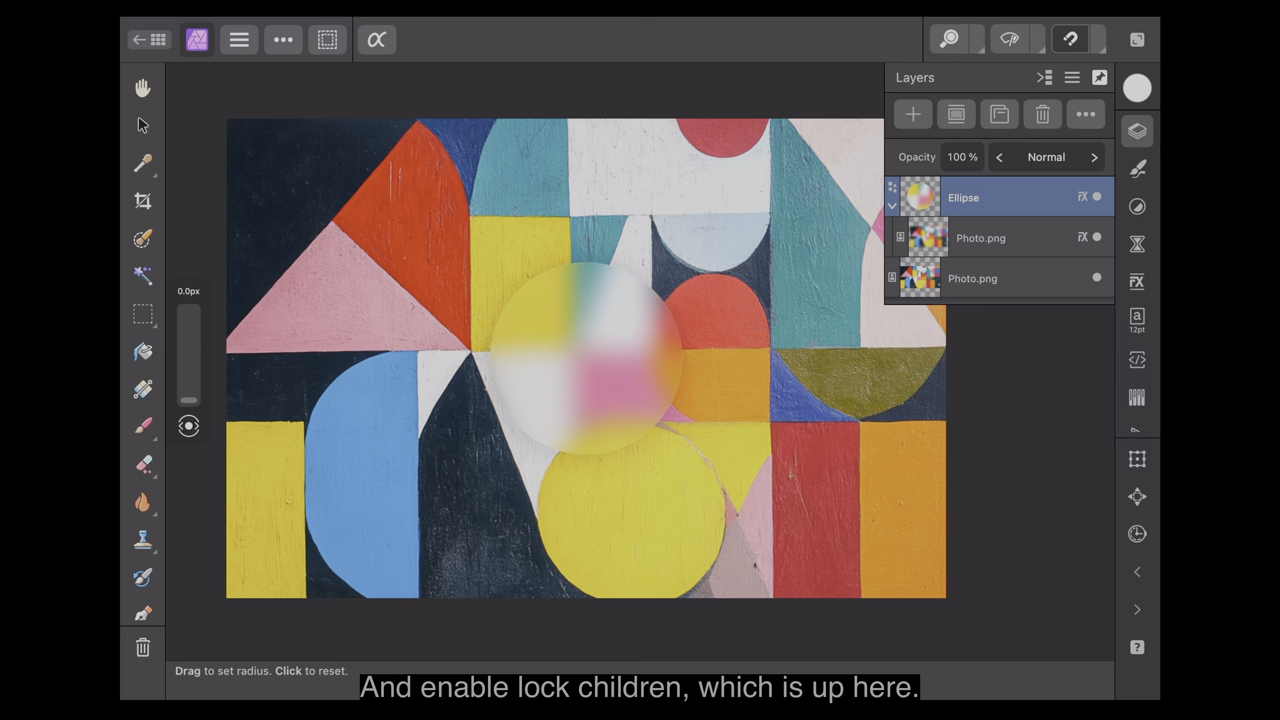 Layers
Opacity 100 % Normal
Ellipse
Photo.png
Photo.png
0.0px
a
12pt
Drag to set radius. Click to reset.
And enable lock children, which is up here.